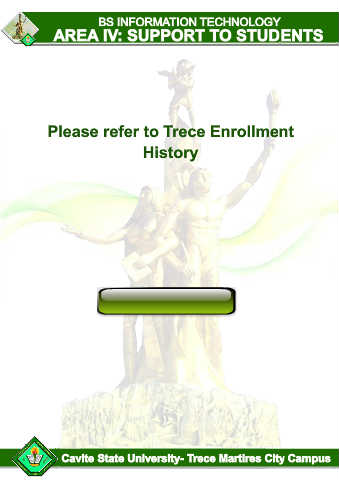 BS INFORMATION TECHNOLOGY
AREA IV: SUPPORT TO STUDENTS
Please refer to Trece Enrollment
History
Cavite State University- Trece Martires City Campus